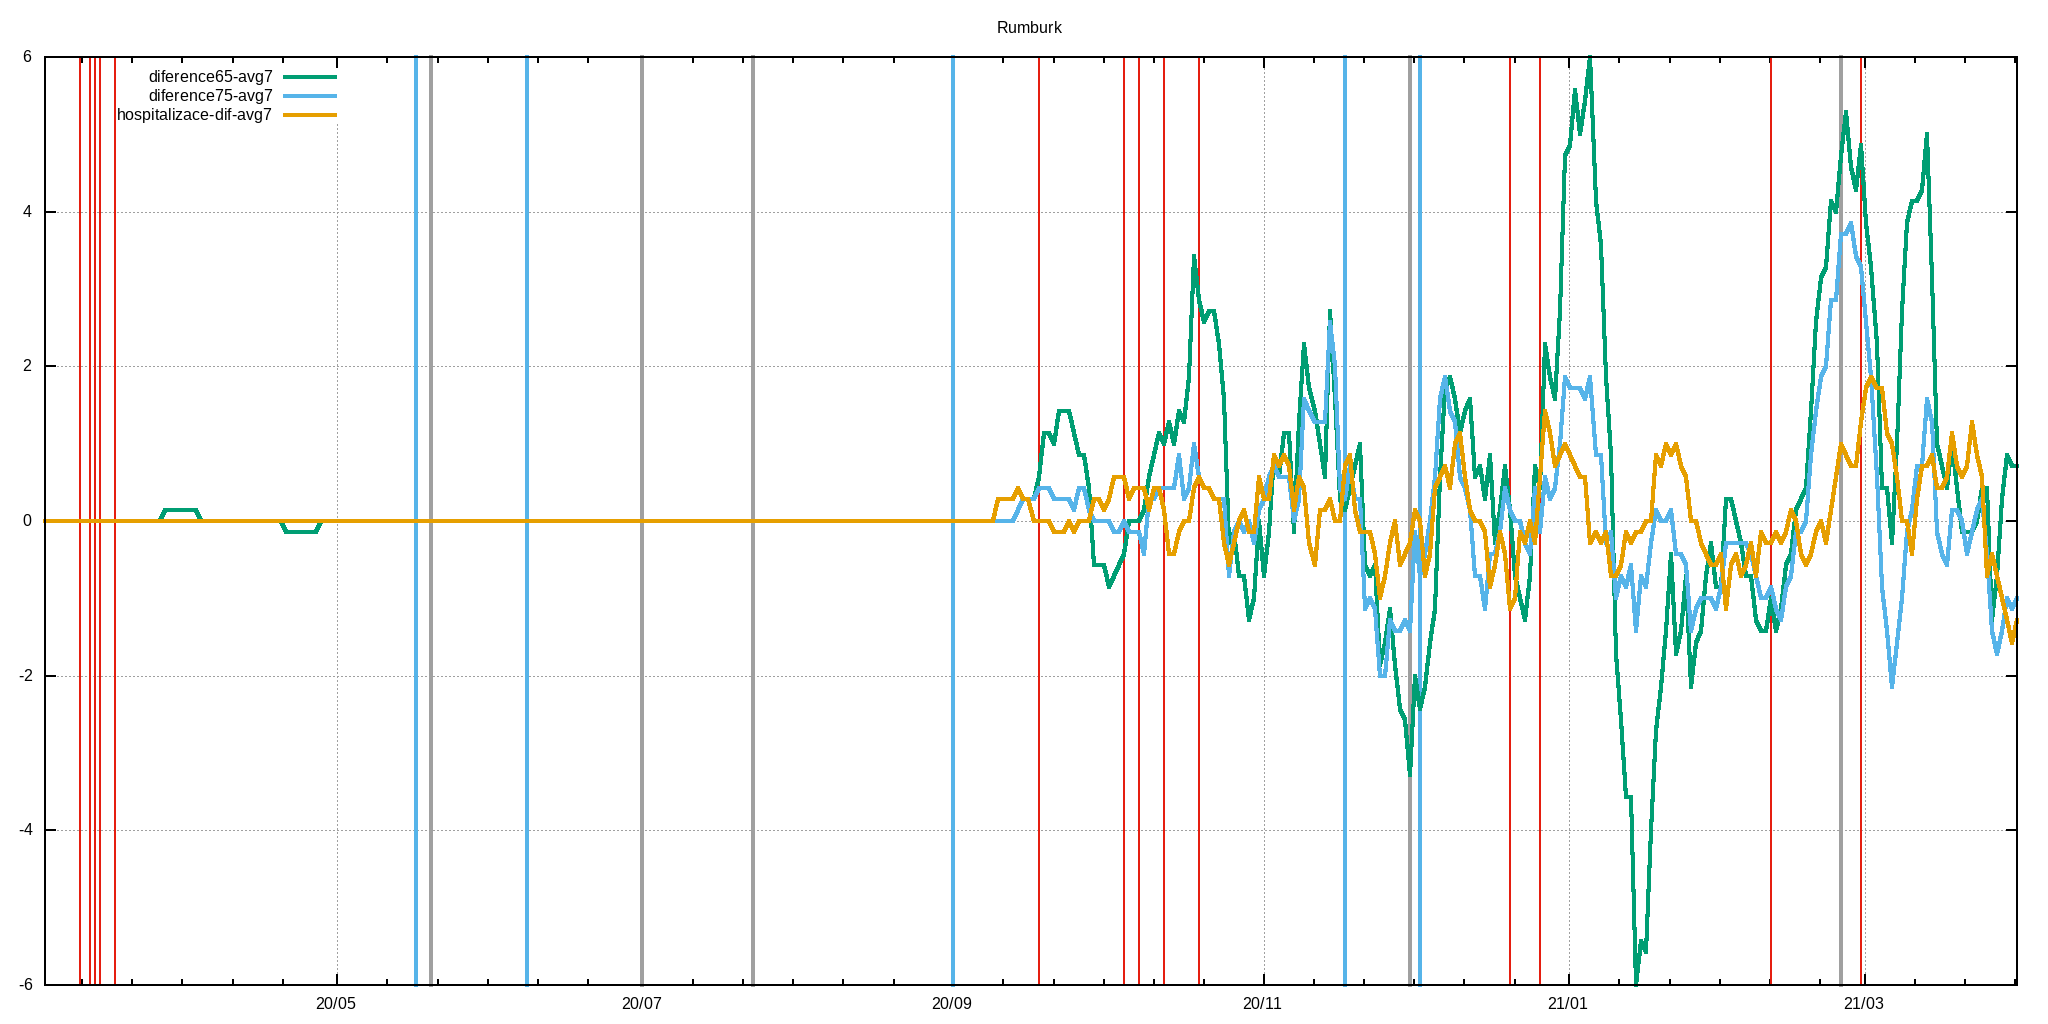 Rumburk
diference65-avg7
diference75-avg7
hospitalizace-dif-avg7
6
4
2
0
-2
-4
-6
20/05 20/07 20/09 20/11 21/01 21/03